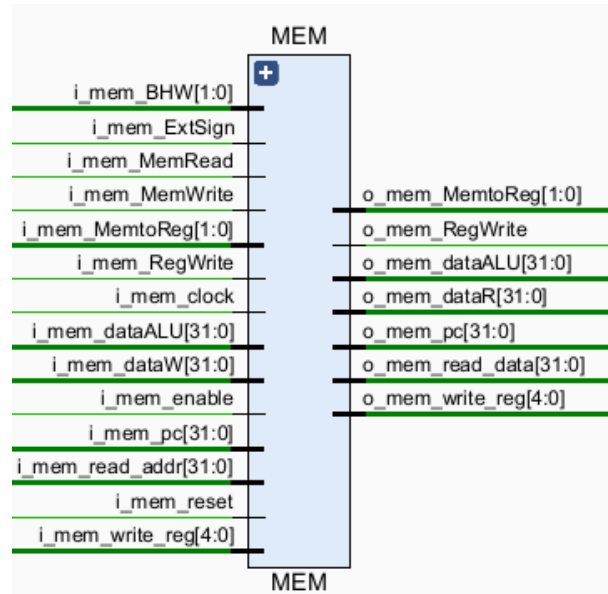 MEM
i_mem_BHW[1:0]
i_mem_ExtSign
i_mem_MemRead
i_mem_MemWrite
i_mem_MemtoReg[1:0]
i_mem_RegWrite
i_mem_clock
i_mem_dataALU[31:0]
i_mem_dataW[31:0]
i_mem_enable
i_mem_pc[31:0]
i_mem_read_addr[31:0]
i_mem_reset
i_mem_write_reg[4:0]
o_mem_MemtoReg[1:0]
o_mem_RegWrite
o_mem_dataALU[31:0]
o_mem_dataR[31:0]
o_mem_pc[31:0]
o_mem_read_data[31:0]
o_mem_write_reg[4:0]
MEM